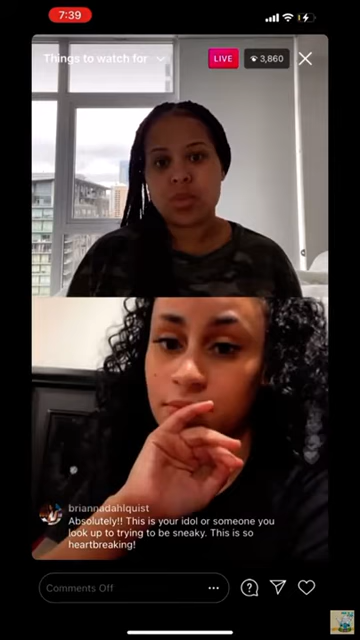 7:39
Things to watch for
LIVE
3,860
briannadahlquist
Absolutely!! This is your idol or someone you
look up to trying to be sneaky. This is so
heartbreaking!
Comments Off